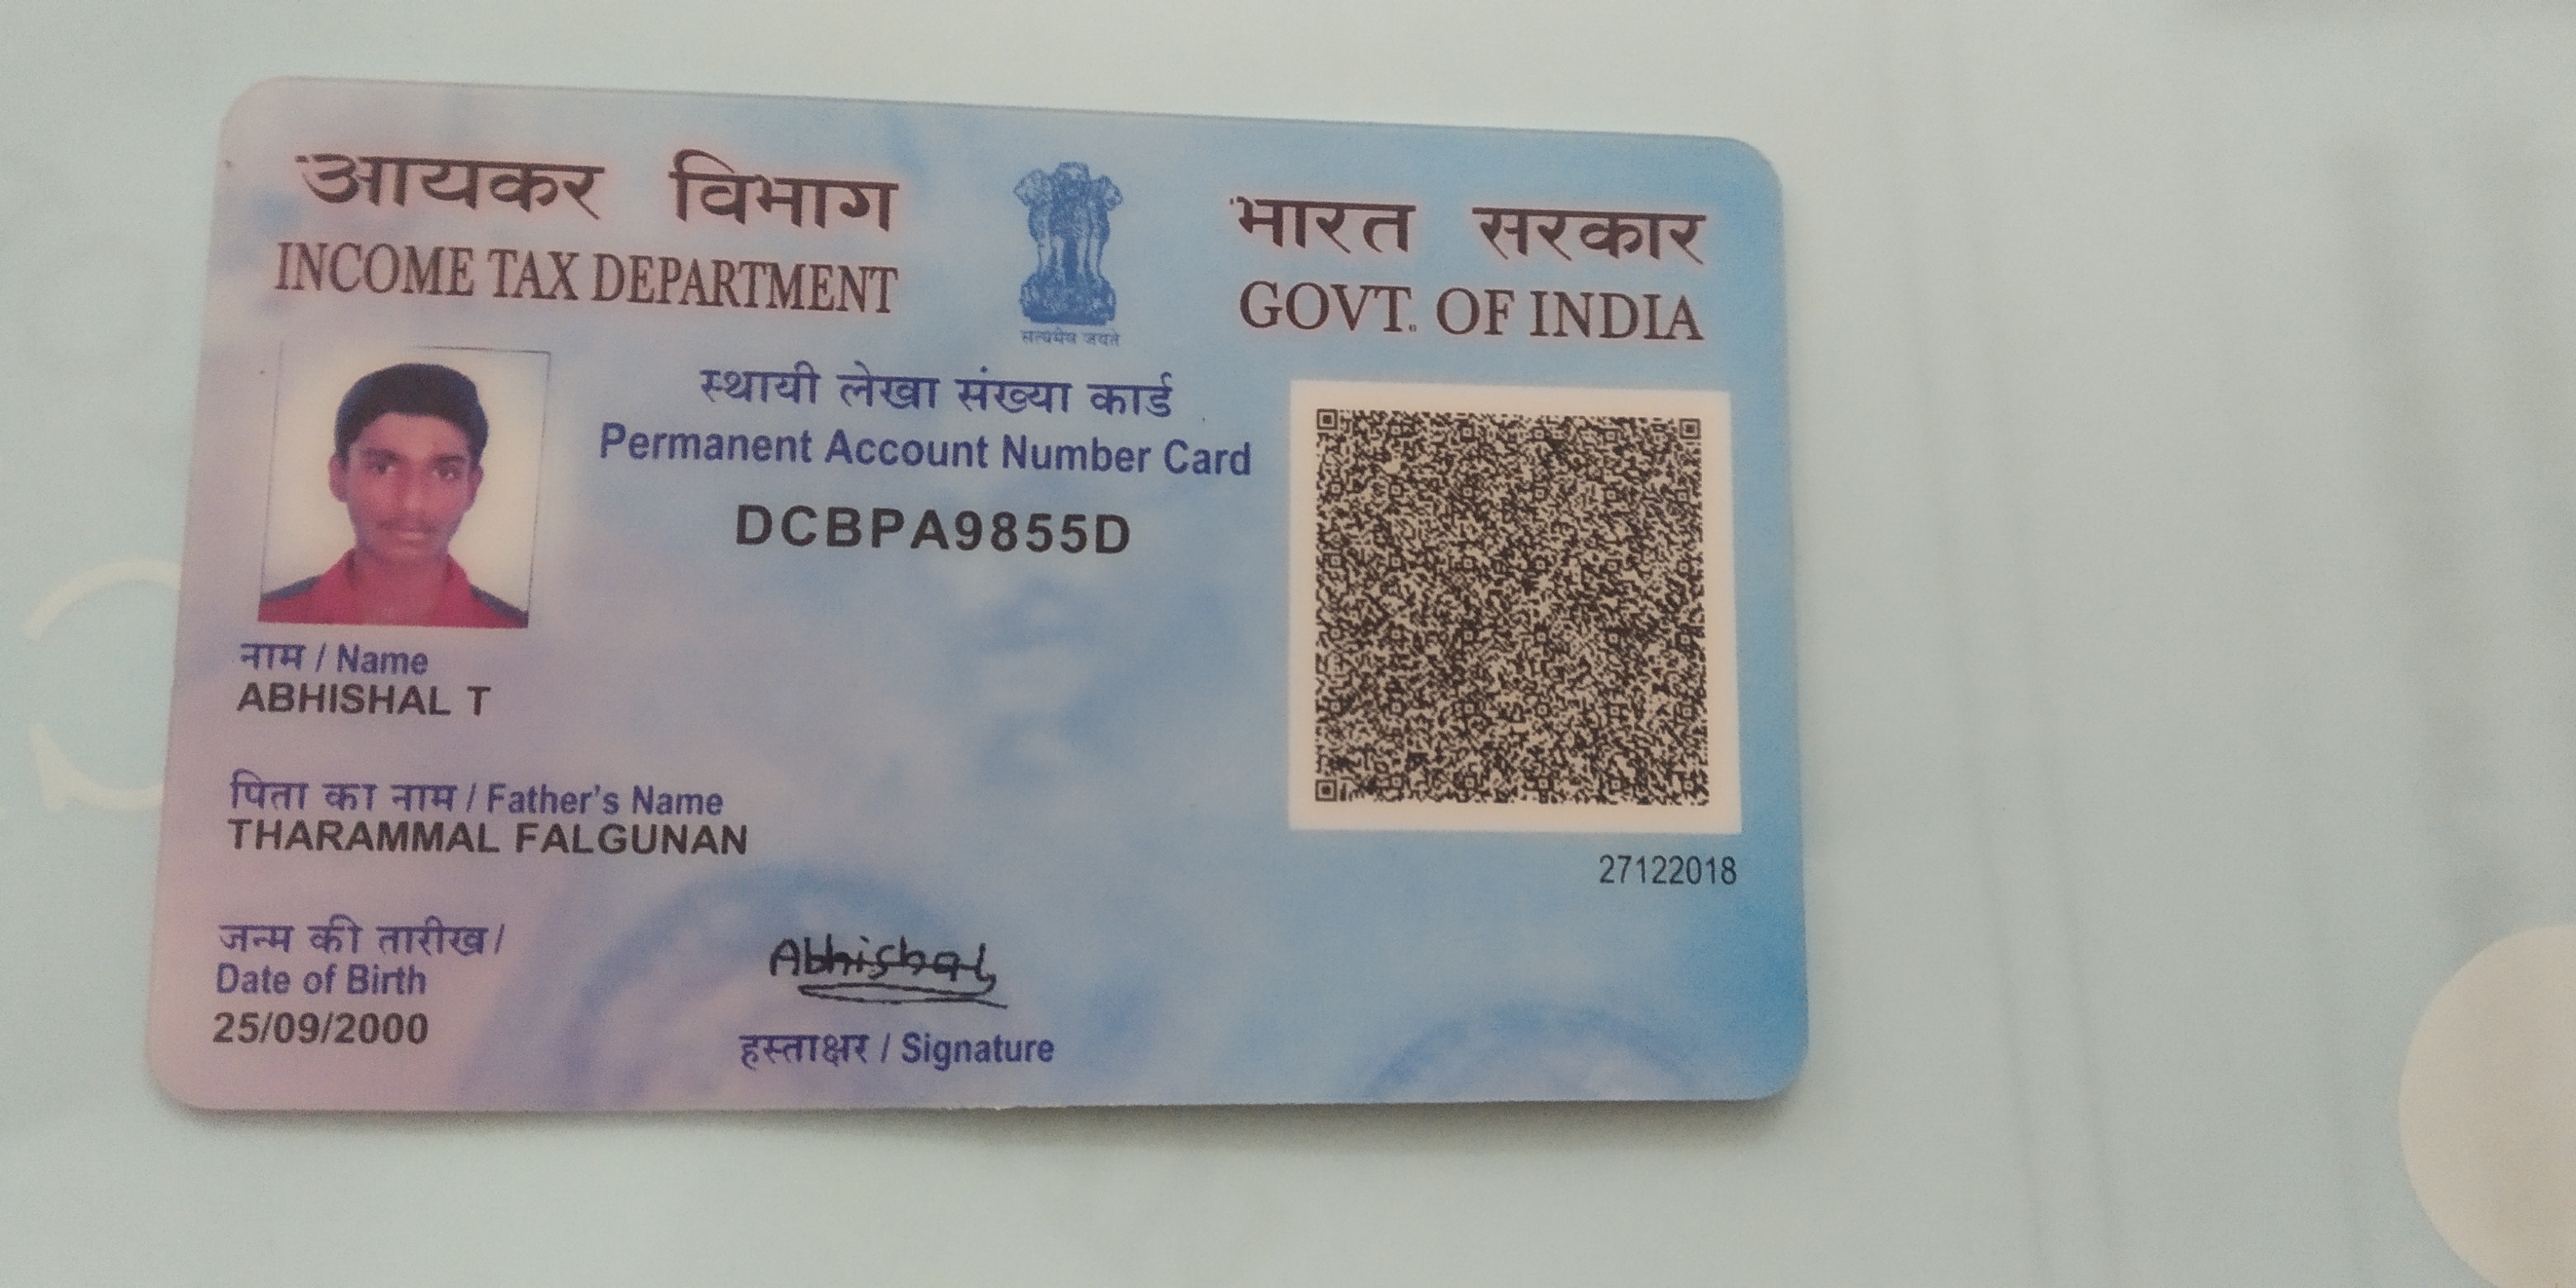 आयकर विभाग
INCOME TAX DEPARTMENT
सत्यमेव जयते
भारत सरकार
GOVT. OF INDIA
स्थायी लेखा संख्या कार्ड
Permanent Account Number Card
DCBPA9855D
नाम / Name
ABHISHAL T
पिता का नाम / Father's Name
THARAMMAL FALGUNAN
27122018
जन्म की तारीख /
Date of Birth
25/09/2000
Abhishal
हस्ताक्षर / Signature